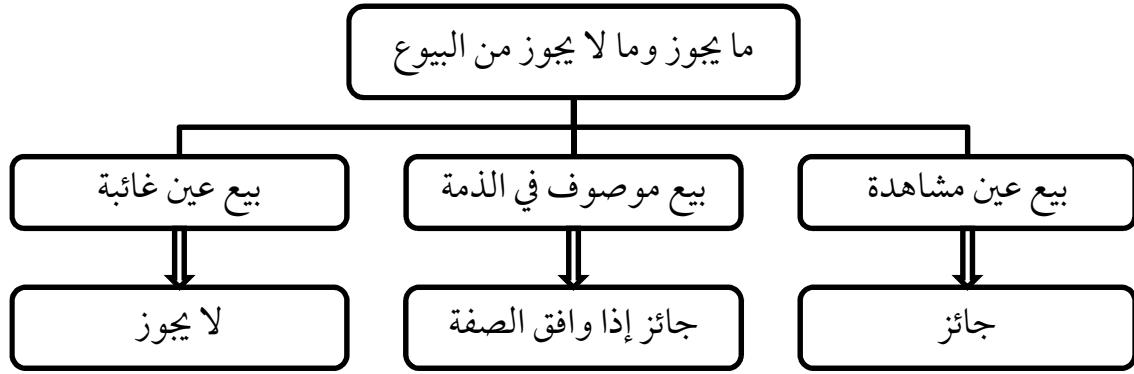 ما يجوز وما لا يجوز من البيوع
بيع عين مشاهدة
بيع موصوف في الذمة
بيع عين غائبة
جائز
جائز إذا وافق الصفة
لا يجوز